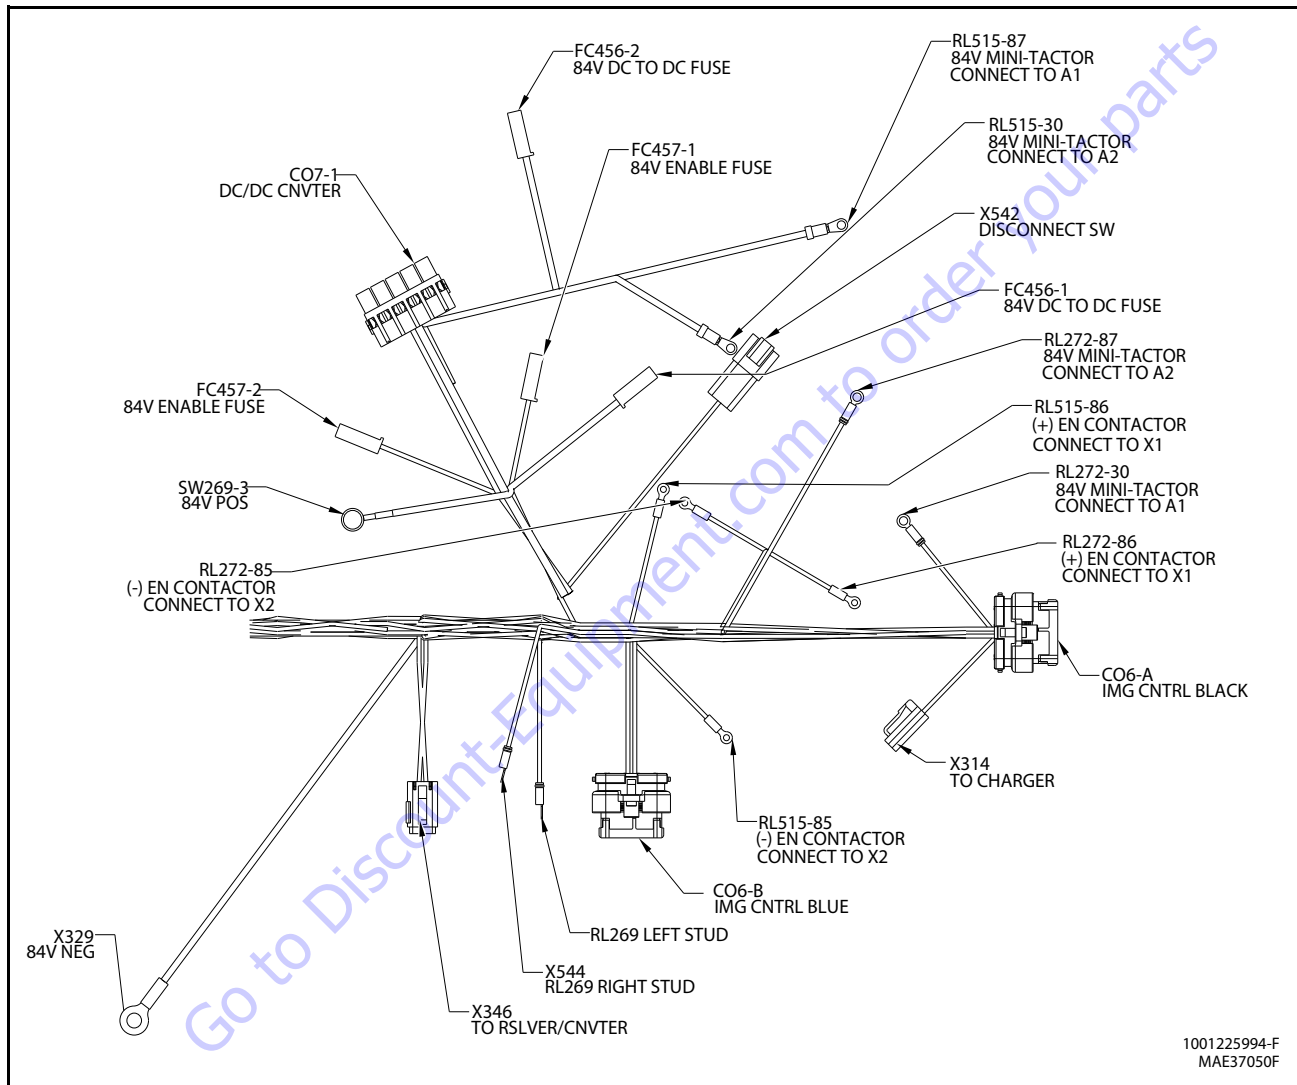 FC456-2
84V DC TO DC FUSE
RL515-87
84V MINI-TACTOR
CONNECT TO A1
FC457-1
84V ENABLE FUSE
RL515-30
84V MINI-TACTOR
CONNECT TO A2
CO7-1
DC/DC CNVTER
X542
DISCONNECT SW
FC456-1
84V DC TO DC FUSE
RL272-87
84V MINI-TACTOR
CONNECT TO A2
FC457-2
84V ENABLE FUSE
RL515-86
(+) EN CONTACTOR
CONNECT TO X1
SW269-3
84V POS
RL272-30
84V MINI-TACTOR
CONNECT TO A1
RL272-85
(-) EN CONTACTOR
CONNECT TO X2
RL272-86
(+) EN CONTACTOR
CONNECT TO X1
CO6-A
IMG CNTRL BLACK
X314
TO CHARGER
RL515-85
(-) EN CONTACTOR
CONNECT TO X2
CO6-B
IMG CNTRL BLUE
RL269 LEFT STUD
X329
84V NEG
X544
RL269 RIGHT STUD
X346
TO RSLVER/CNVTER
1001225994-F
MAE37050F
Go to Discount-Equipment.com to order your parts